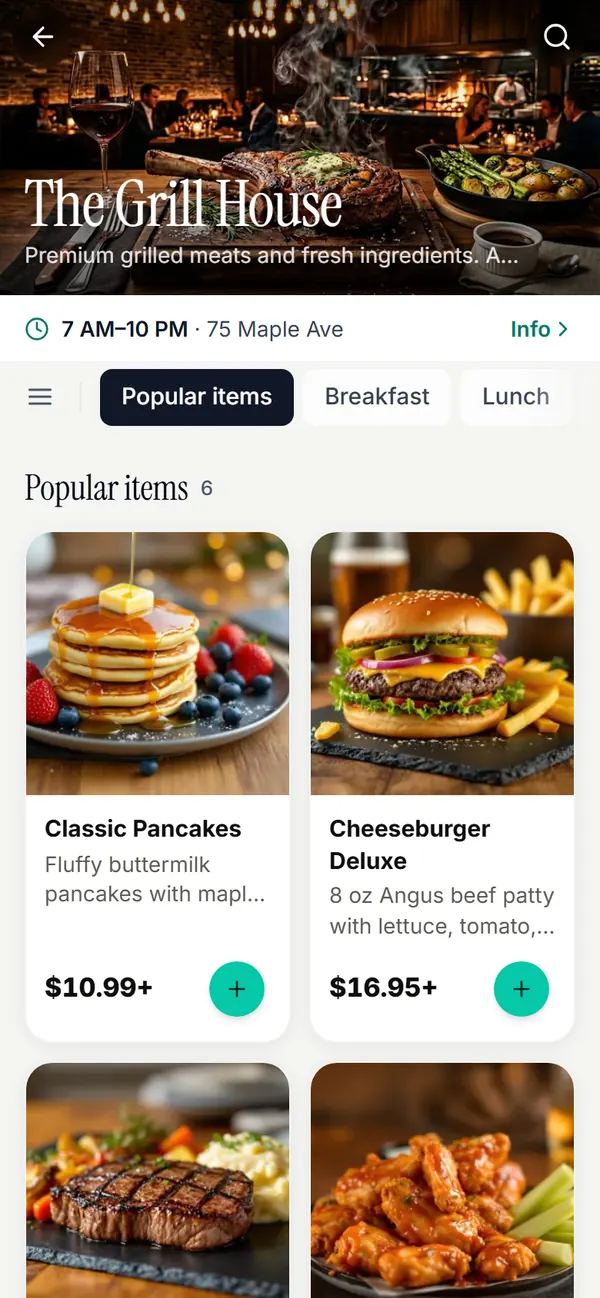 The Grill House
Premium grilled meats and fresh ingredients. A...
7 AM–10 PM · 75 Maple Ave
Info
Popular items
Breakfast
Lunch
Popular items 6
Classic Pancakes
Fluffy buttermilk
pancakes with mapl...
$10.99+
Cheeseburger
Deluxe
8 oz Angus beef patty
with lettuce, tomato,...
$16.95+